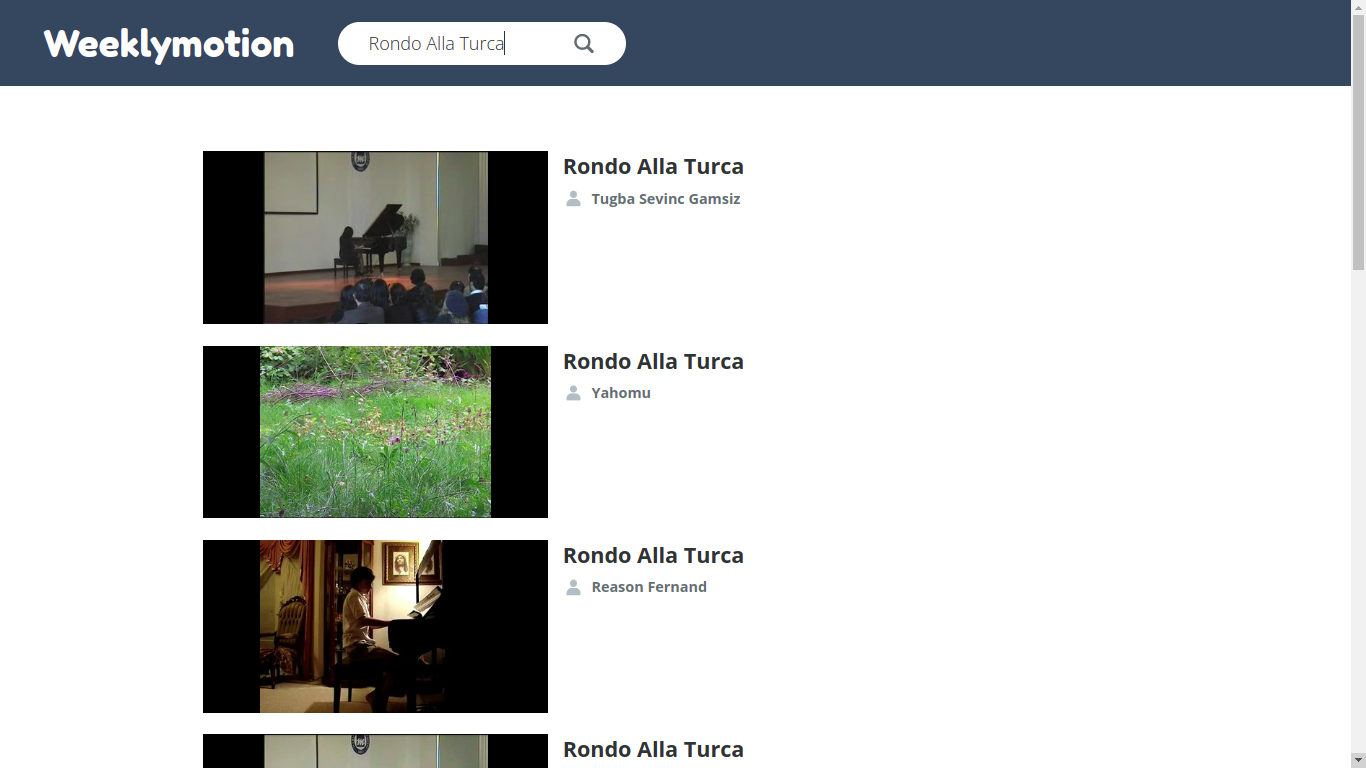 Weeklymotion
Rondo Alla Turca
Rondo Alla Turca
Tugba Sevinc Gamsiz
Rondo Alla Turca
Yahomu
Rondo Alla Turca
Reason Fernand
Rondo Alla Turca